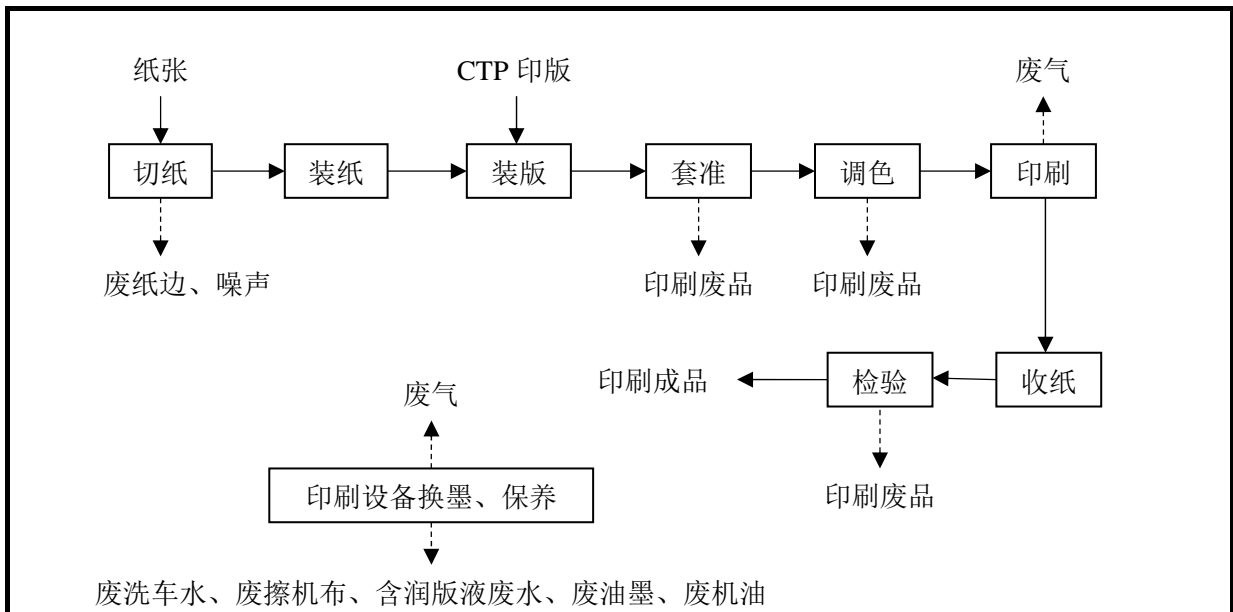 纸张 CTP 印版 废气
切纸 装纸 装版 套准 调色 印刷
废纸边、噪声 印刷废品 印刷废品
印刷成品 检验 收纸
废气
印刷设备换墨、保养 印刷废品
废洗车水、废擦机布、含润版液废水、废油墨、废机油